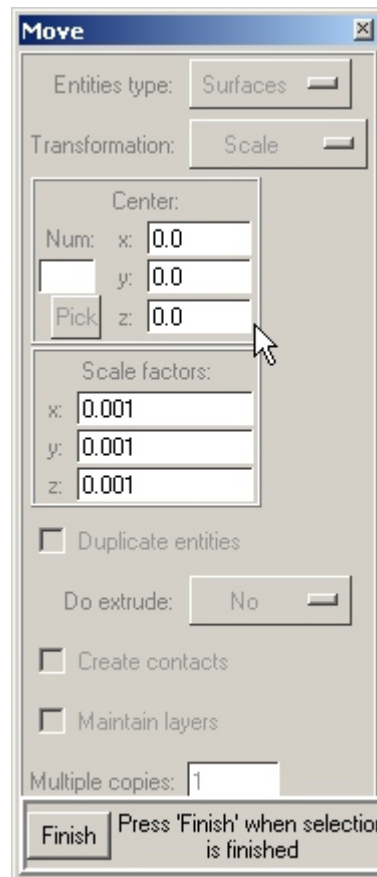 Move
Entities type: Surfaces
Transformation: Scale
Center:
Num: x: 0.0
y: 0.0
Pick z: 0.0
Scale factors:
x: 0.001
y: 0.001
z: 0.001
Duplicate entities
Do extrude: No
Create contacts
Maintain layers
Multiple copies: 1
Finish Press 'Finish' when selection
is finished